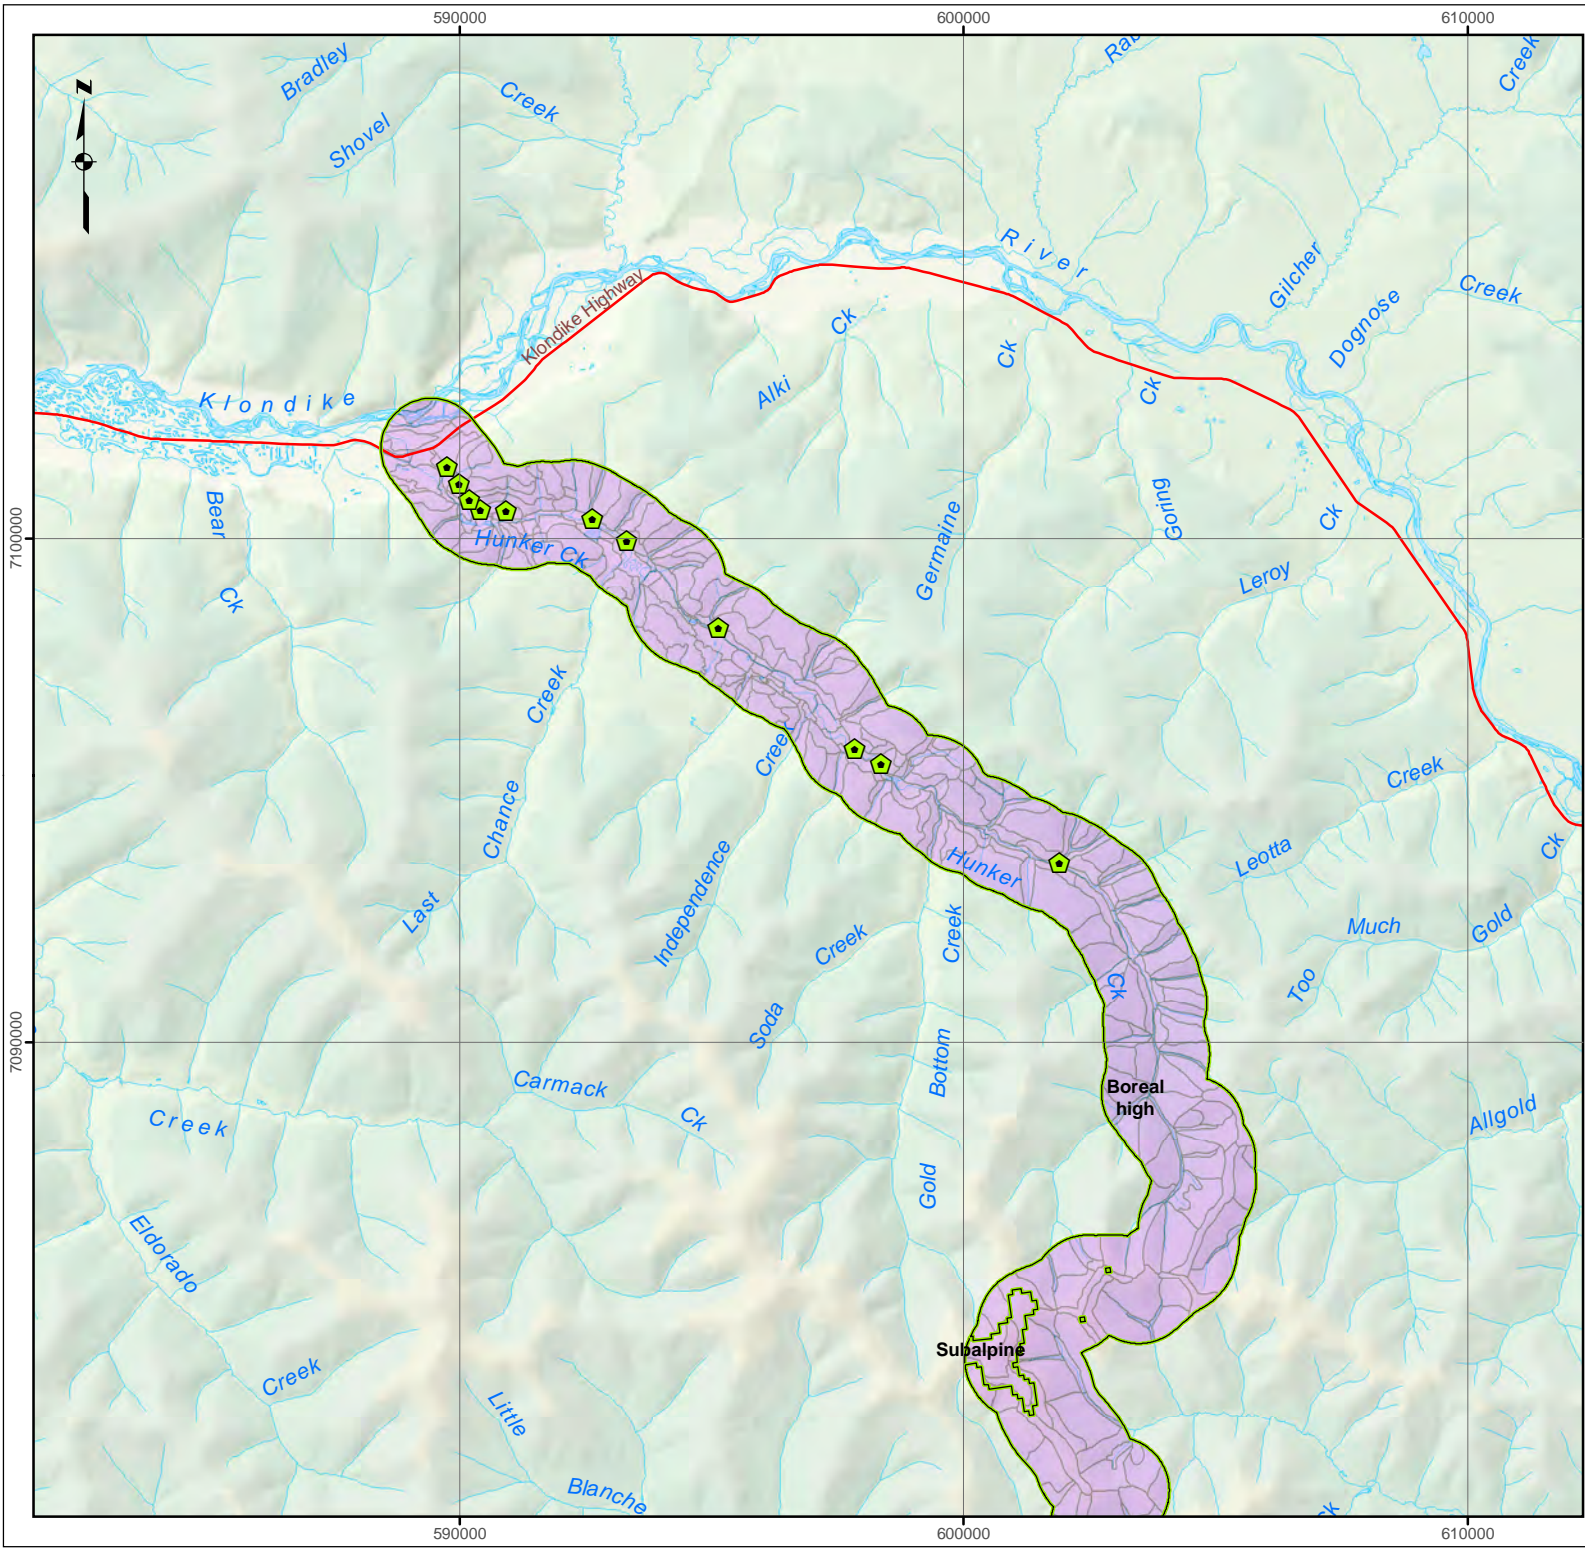 590000
600000
610000
Bradley
Shovel
Creek
Creek
z
River
Klondike Highway
Gilcher
Creek
Dognose
Ck
Ck
Ck
Alki
Klondike
Bear
Ck
Hunker Ck
Germaine
Going
Ck
Leroy
7100000
Creek
Chance
Last
Creek
Independence
Creek
Leotta
Ck
Hunker
Creek
Soda
Creek
Much
Gold
Too
Ck
Bottom
Gold
7090000
Carmack
Ck
Creek
Boreal
high
Allgold
Eldorado
Creek
Subalpine
Little
Blanche
590000
600000
610000